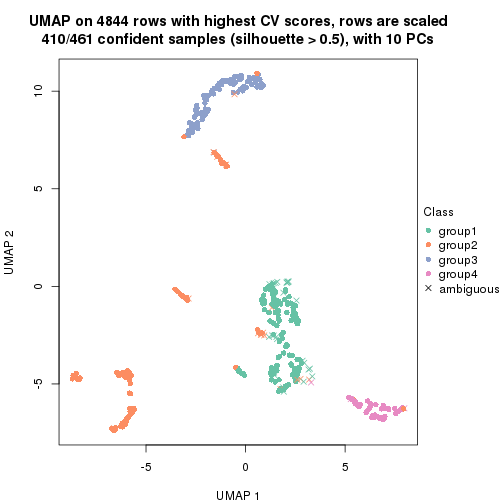 UMAP on 4844 rows with highest CV scores, rows are scaled
410/461 confident samples (silhouette > 0.5), with 10 PCs
10
5
0
-5
UMAP 2
-5
0
5
UMAP 1
Class
group1
group2
group3
group4
ambiguous